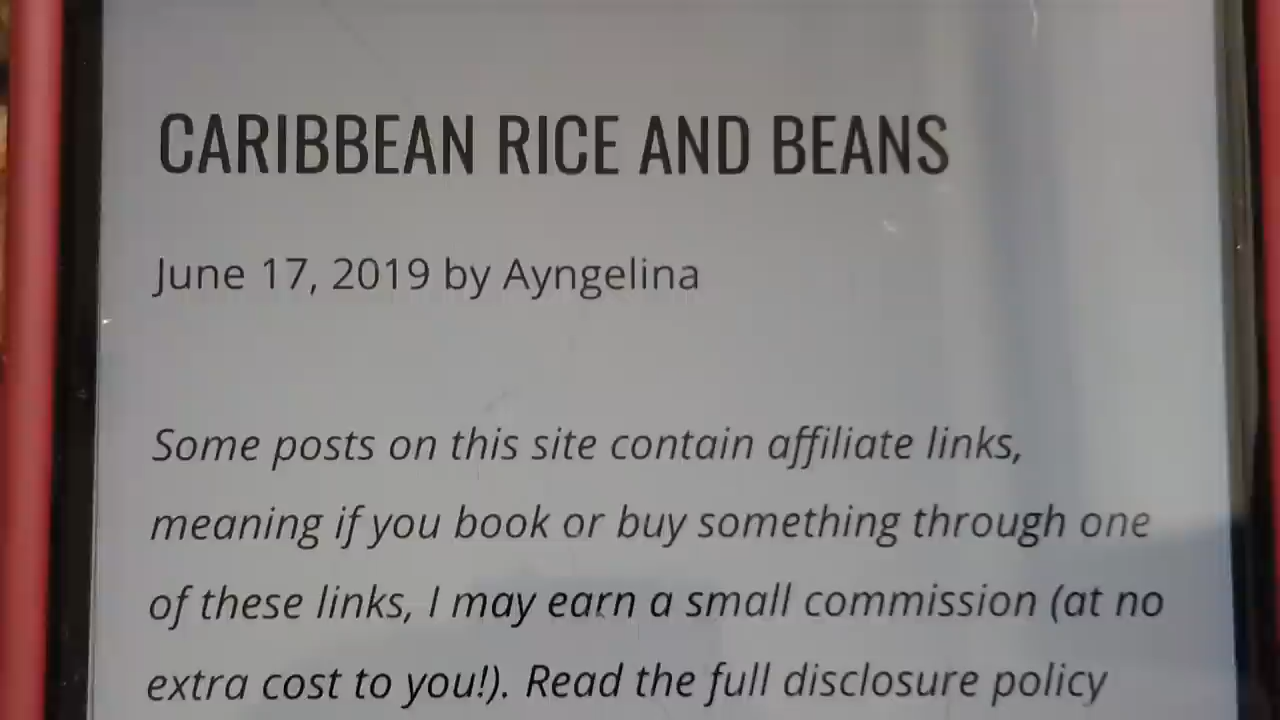 CARIBBEAN RICE AND BEANS
June 17, 2019 by Ayngelina
Some posts on this site contain affiliate links,
meaning if you book or buy something through one
of these links, I may earn a small commission (at no
extra cost to you!). Read the full disclosure policy